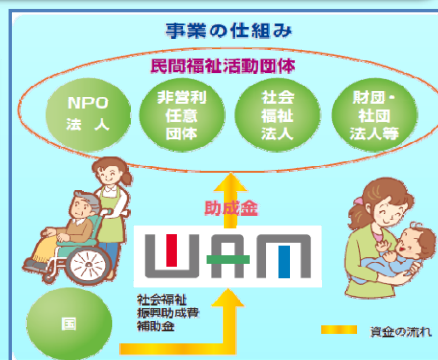 事業の仕組み
民間福祉活動団体
NPO
法人
非営利
任意
団体
社会
福祉
法人
財団・
社団
法人等
助成金
WAM
国
社会福祉
振興助成費
補助金
資金の流れ